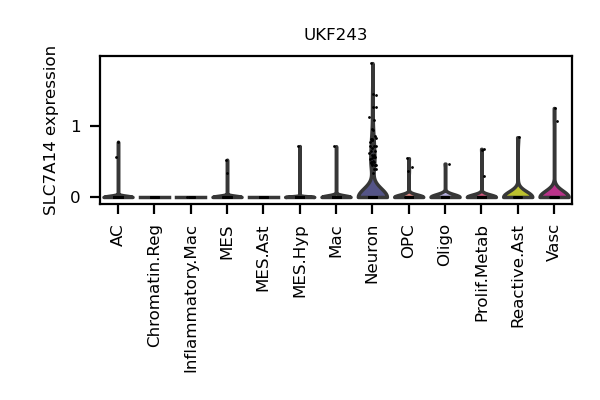 UKF243
SLC7A14 expression
1
0
AC
Chromatin.Reg
Inflammatory.Mac
MES
MES.Ast
MES.Hyp
Mac
Neuron
OPC
Oligo
Prolif.Metab
Reactive.Ast
Vasc